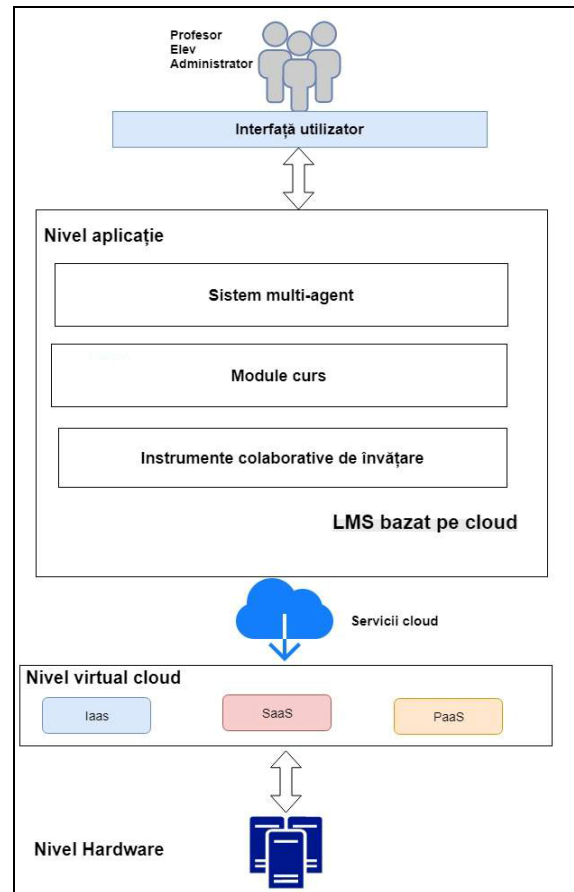 Profesor
Elev
Administrator
Interfață utilizator
Nivel aplicație
Sistem multi-agent
Module curs
Instrumente colaborative de învățare
LMS bazat pe cloud
Servicii cloud
Nivel virtual cloud
Iaas
SaaS
PaaS
Nivel Hardware